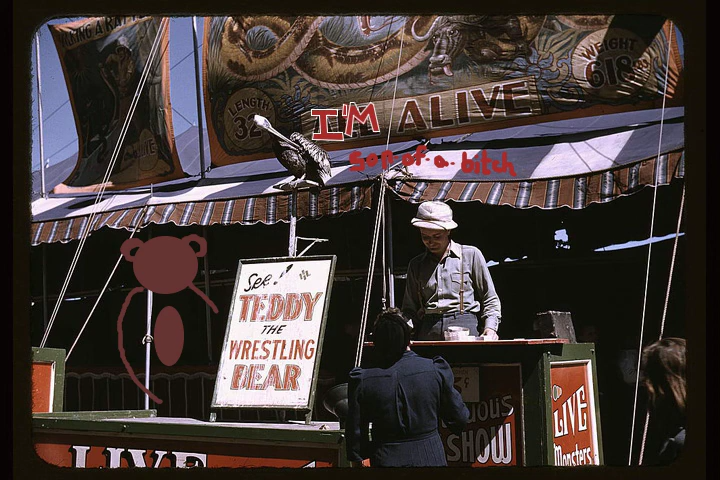 WEIGHT
618
LENGTH
32
I'M ALIVE
son-of-a-bitch
See!
TEDDY
THE
WRESTLING
BEAR
SHOW
LIVE
Monsters
LIVE